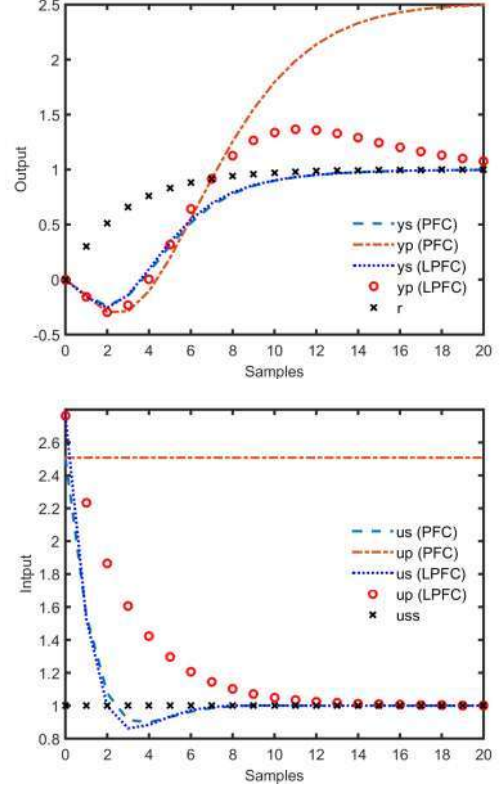 2.5
2
1.5
1
0.5
0
-0.5
Output
ys (PFC)
yp (PFC)
ys (LPFC)
yp (LPFC)
r
0 2 4 6 8 10 12 14 16 18 20
Samples
2.6
2.4
2.2
2
1.8
1.6
1.4
1.2
1
0.8
Intput
us (PFC)
up (PFC)
us (LPFC)
up (LPFC)
uss
0 2 4 6 8 10 12 14 16 18 20
Samples